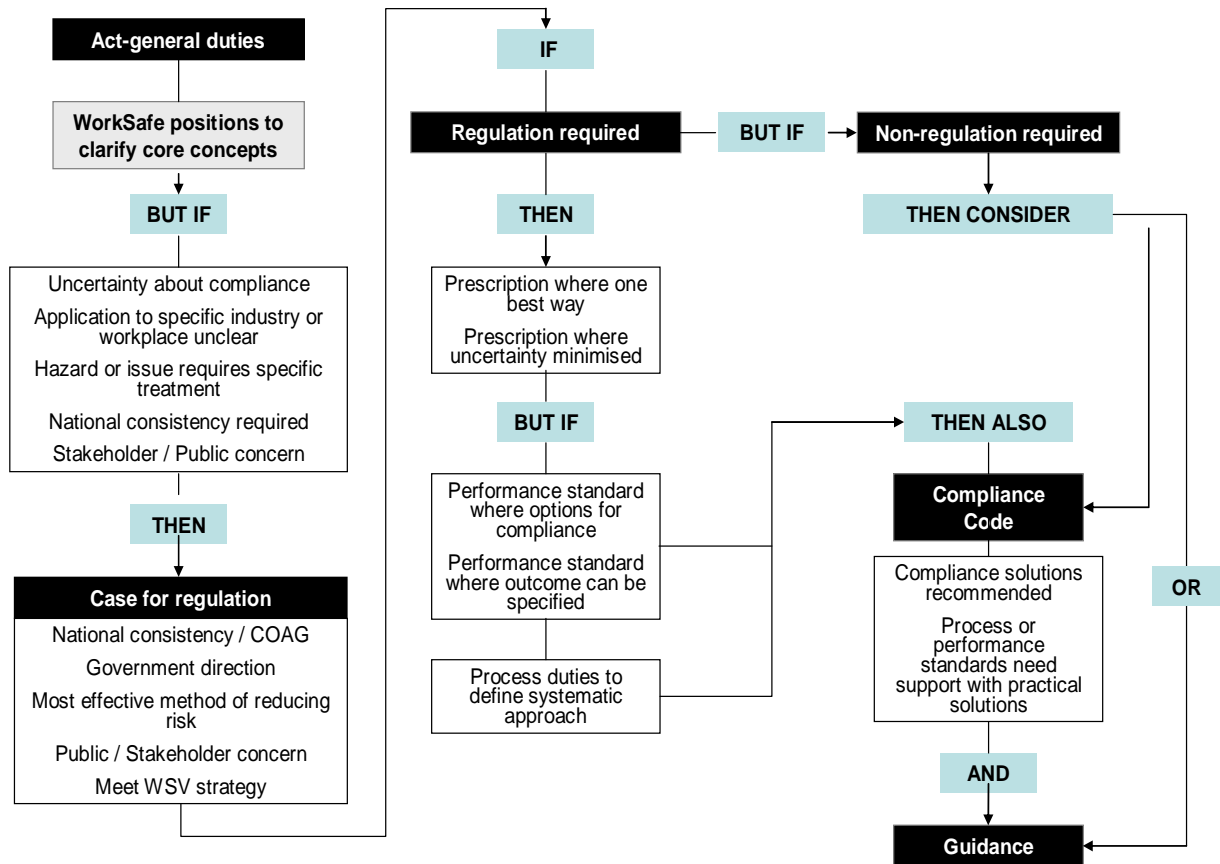 Act-general duties
WorkSafe positions to
clarify core concepts
BUT IF
Uncertainty about compliance
Application to specific industry or
workplace unclear
Hazard or issue requires specific
treatment
National consistency required
Stakeholder / Public concern
THEN
Case for regulation
National consistency / COAG
Government direction
Most effective method of reducing
risk
Public / Stakeholder concern
Meet WSV strategy
IF
Regulation required
BUT IF
Non-regulation required
THEN
THEN CONSIDER
Prescription where one
best way
Prescription where
uncertainty minimised
BUT IF
Performance standard
where options for
compliance
Performance standard
where outcome can be
specified
Process duties to
define systematic
approach
THEN ALSO
Compliance
Code
Compliance solutions
recommended
Process or
performance
standards need
support with practical
solutions
OR
AND
Guidance